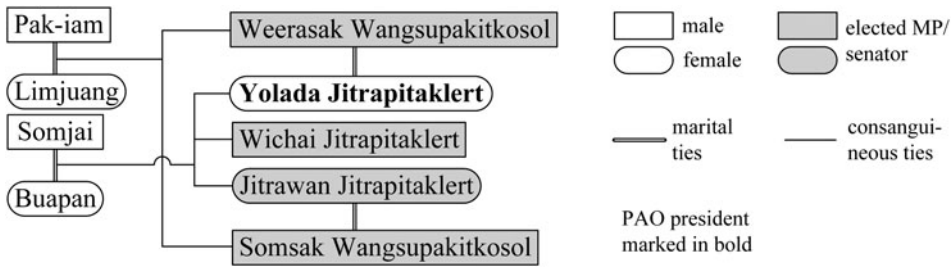 Pak-iam
Limjuang
Somjai
Buapan
Weerasak Wangsupakitkosol
Yolada Jitrapitaklert
Wichai Jitrapitaklert
Jitrawan Jitrapitaklert
Somsak Wangsupakitkosol
male
female
elected MP/
senator
marital
ties
consangui-
neous ties
PAO president
marked in bold